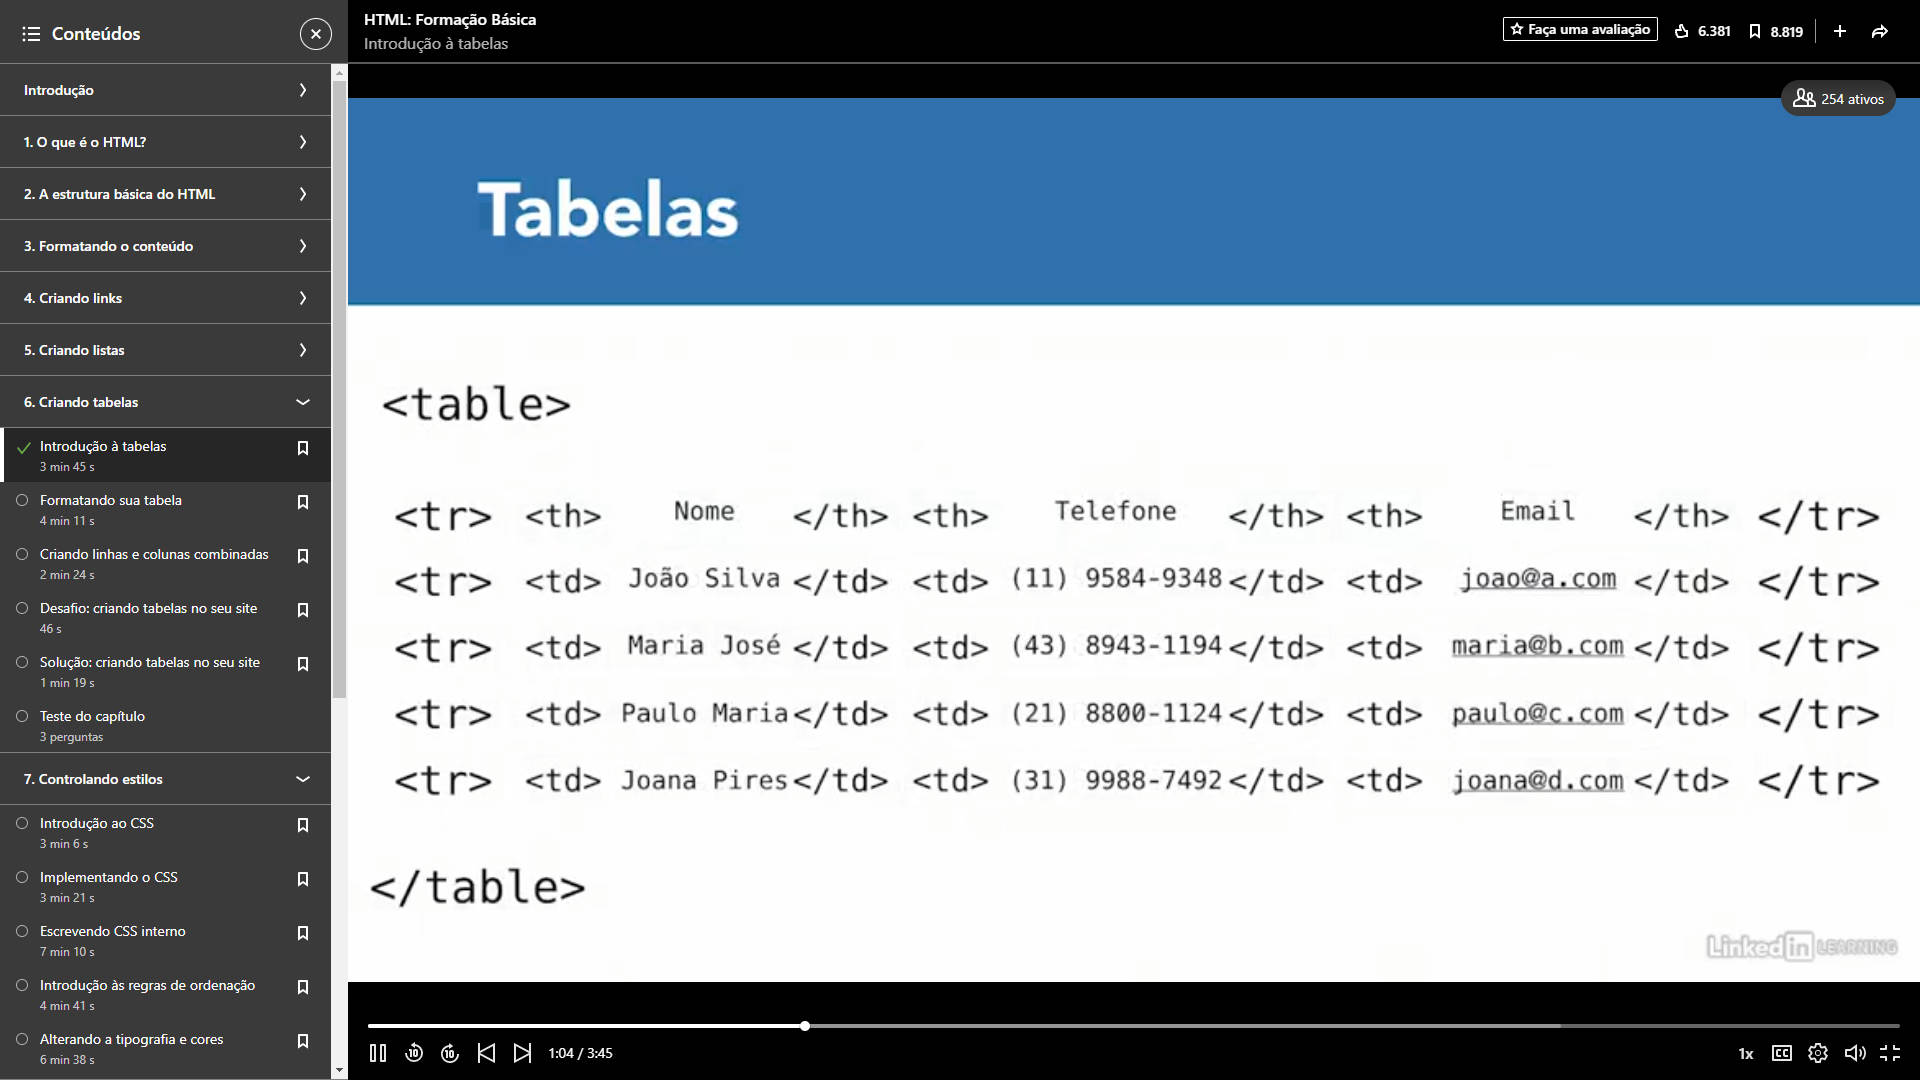 Conteúdos
Introdução
1. O que é o HTML?
2. A estrutura básica do HTML
3. Formatando o conteúdo
4. Criando links
5. Criando listas
6. Criando tabelas
Introdução à tabelas
3 min 45 s
Formatando sua tabela
4 min 11 s
Criando linhas e colunas combinadas
2 min 24 s
Desafio: criando tabelas no seu site
46 s
Solução: criando tabelas no seu site
1 min 19 s
Teste do capítulo
3 perguntas
7. Controlando estilos
Introdução ao CSS
3 min 6 s
Implementando o CSS
3 min 21 s
Escrevendo CSS interno
7 min 10 s
Introdução às regras de ordenação
4 min 41 s
Alterando a tipografia e cores
6 min 38 s
HTML: Formação Básica
Introdução à tabelas
Faça uma avaliação 6.381 8.819
254 ativos
Tabelas
<table>
<tr> <th> Nome </th> <th> Telefone </th> <th> Email </th> </tr>
<tr> <td> João Silva </td> <td> (11) 9584-9348 </td> <td> joao@a.com </td> </tr>
<tr> <td> Maria José </td> <td> (43) 8943-1194 </td> <td> maria@b.com </td> </tr>
<tr> <td> Paulo Maria </td> <td> (21) 8800-1124 </td> <td> paulo@c.com </td> </tr>
<tr> <td> Joana Pires </td> <td> (31) 9988-7492 </td> <td> joana@d.com </td> </tr>
</table>
Linked in LEARNING
10 10 1:04 / 3:45 1x CC